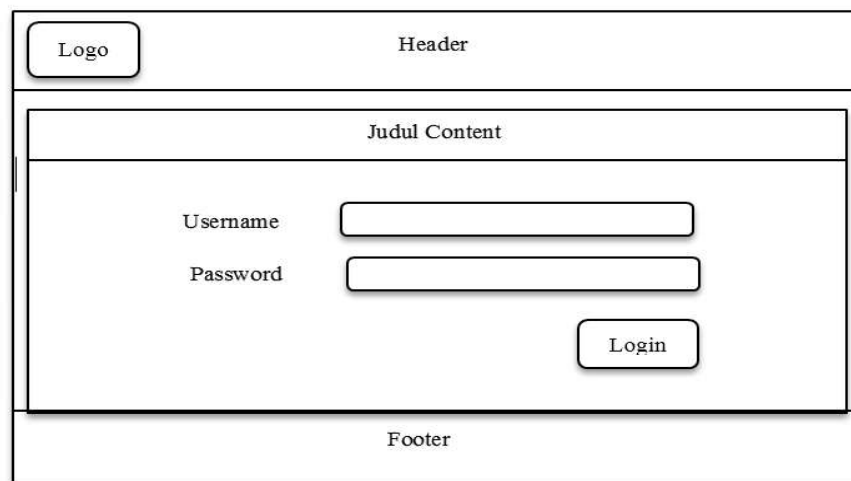 Logo
Header
Judul Content
Username
Password
Login
Footer